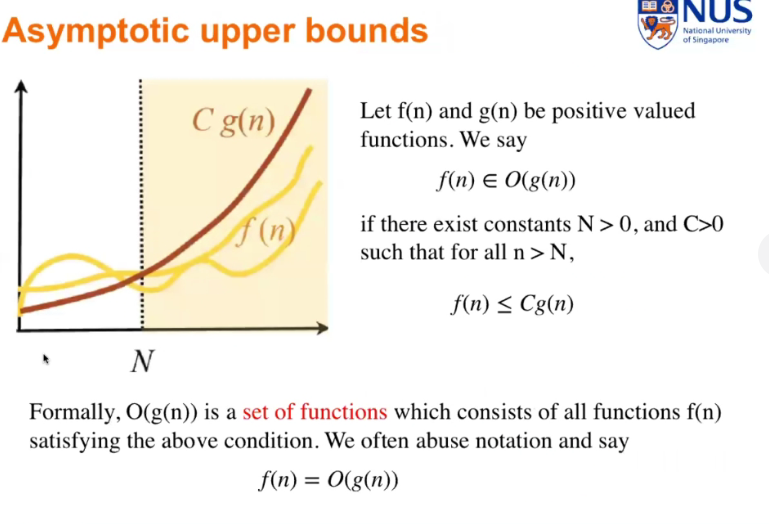 Asymptotic upper bounds
NUS
National University
of Singapore
C g(n)
f(n)
N
Let f(n) and g(n) be positive valued
functions. We say
f(n) ∈ O(g(n))
if there exist constants N > 0, and C>0
such that for all n > N,
f(n) ≤ Cg(n)
Formally, O(g(n)) is a set of functions which consists of all functions f(n)
satisfying the above condition. We often abuse notation and say
f(n) = O(g(n))